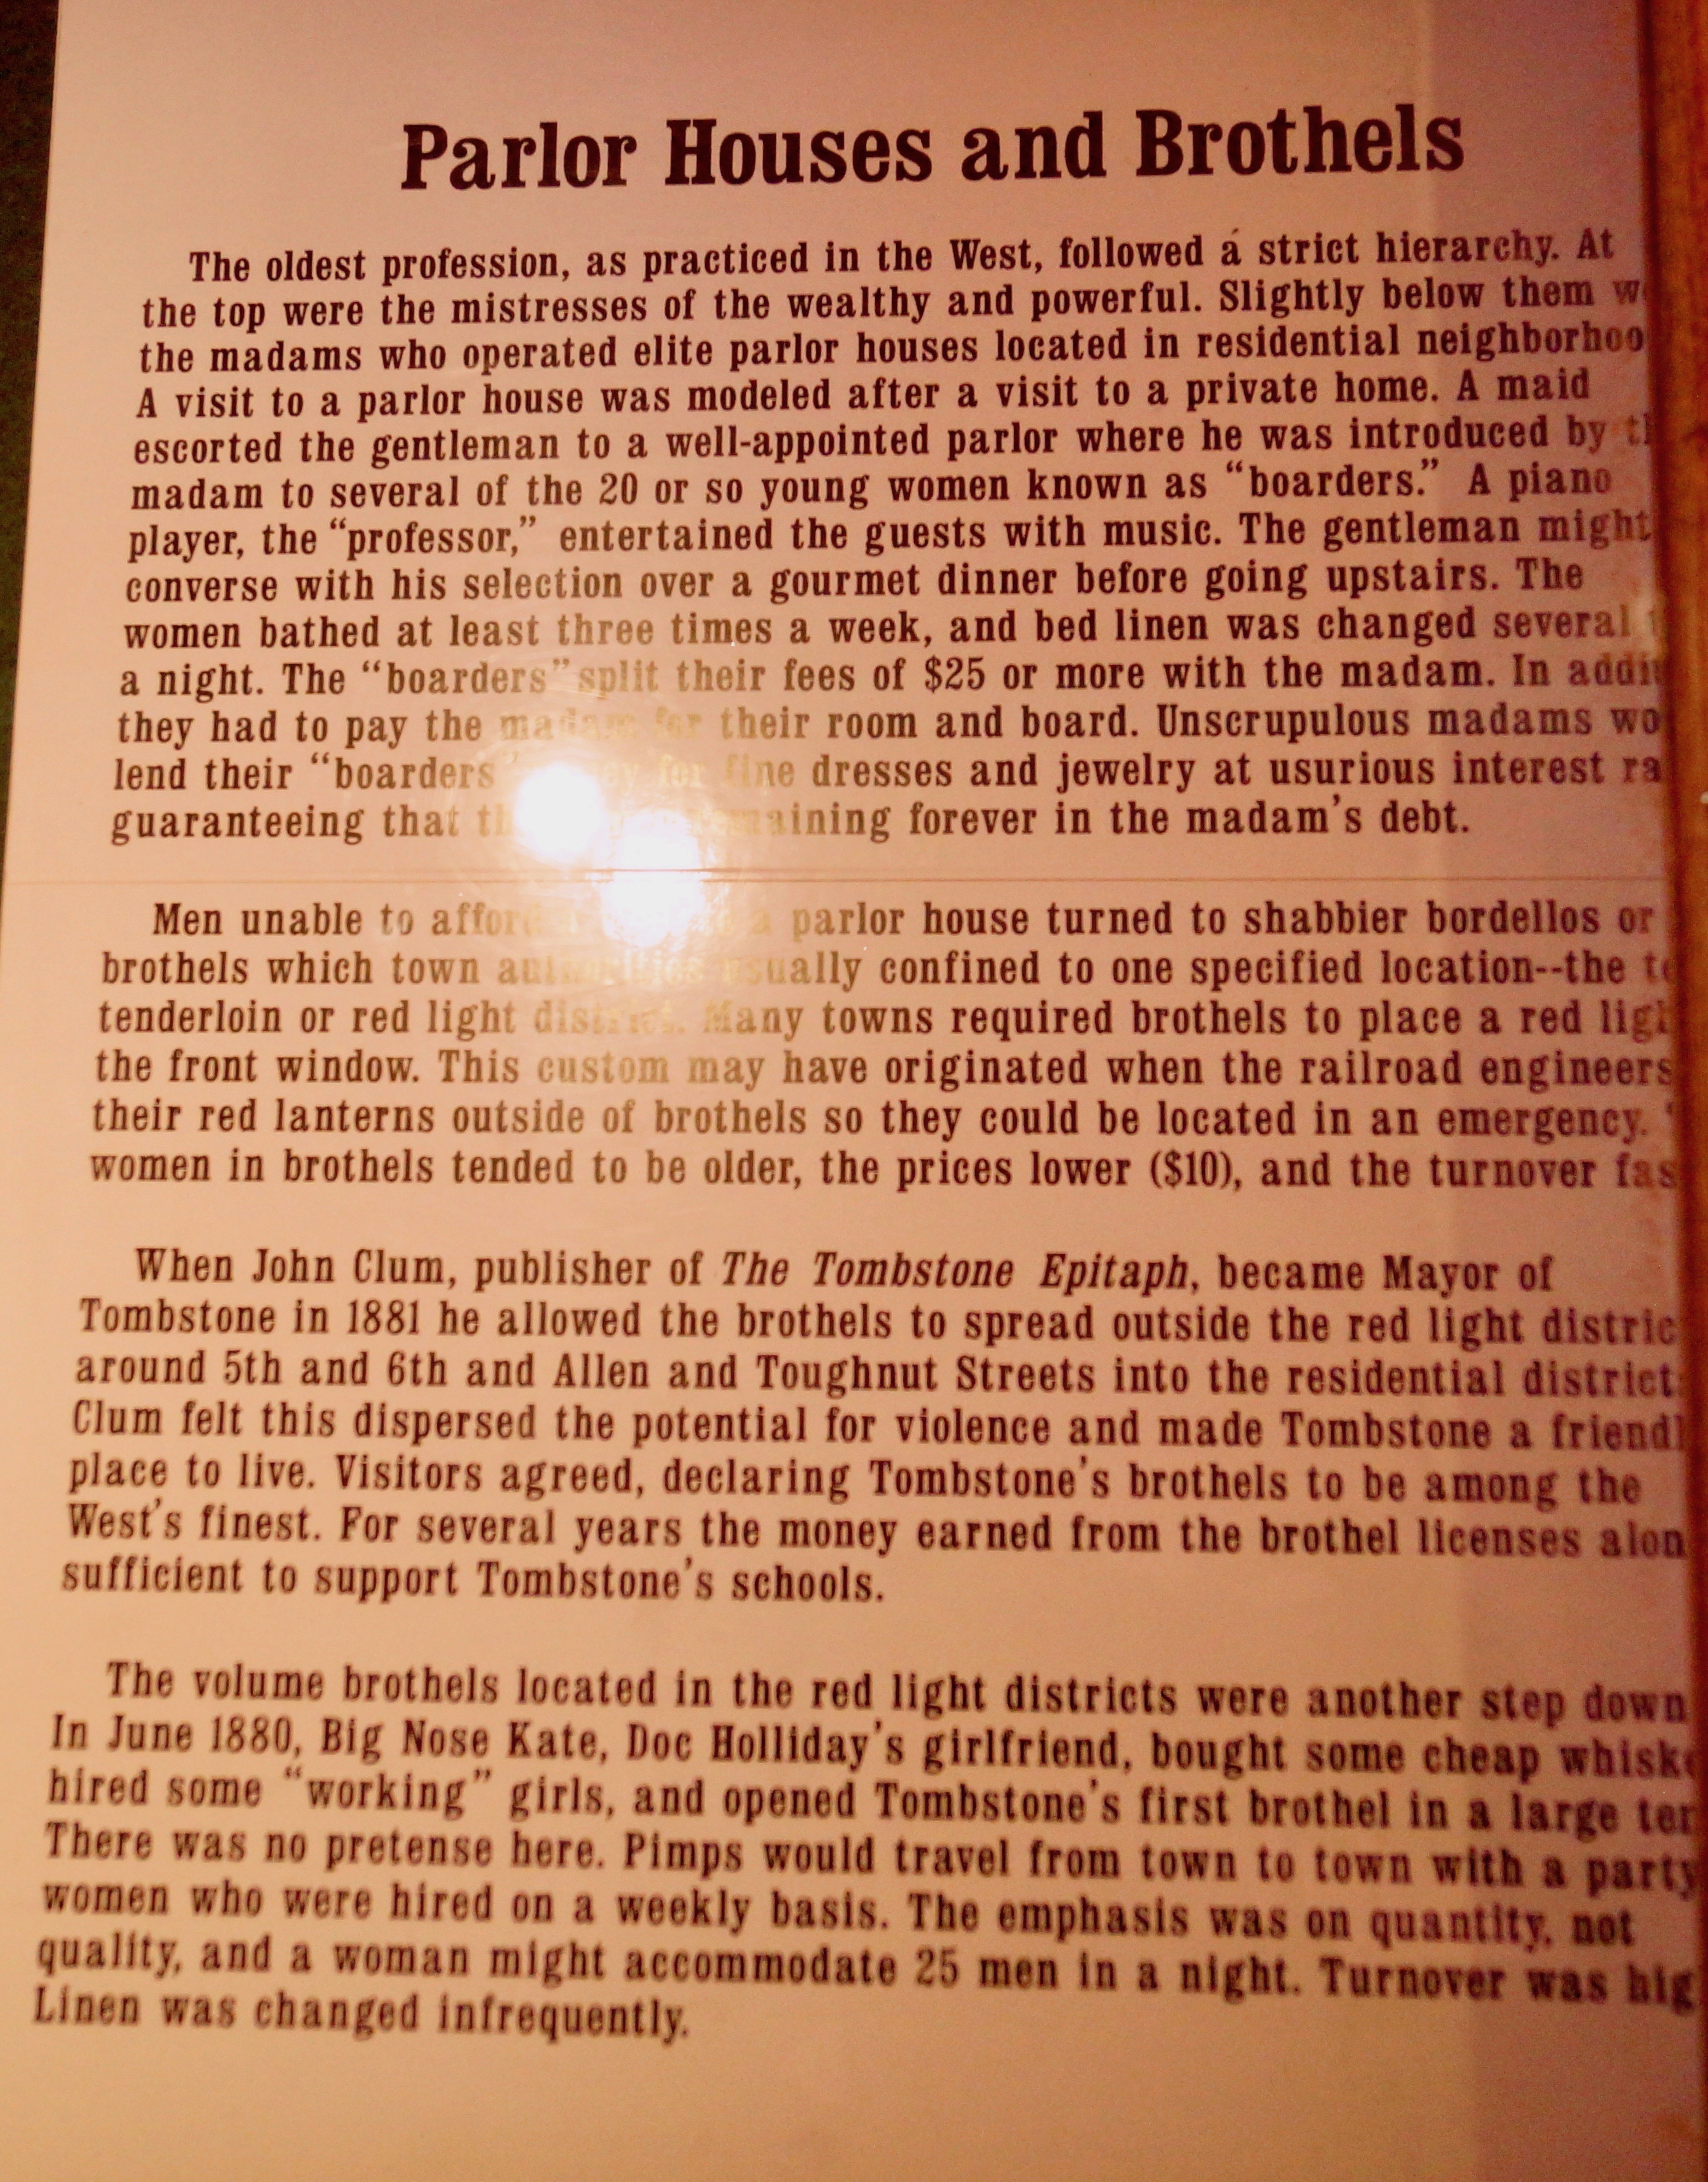 Parlor Houses and Brothels
The oldest profession, as practiced in the West, followed a strict hierarchy. At
the top were the mistresses of the wealthy and powerful. Slightly below them
the madams who operated elite parlor houses located in residential
A visit to a parlor house was modeled after a visit to a private home. A maid
escorted the gentleman to a well-appointed parlor where he was introduced by
madam to several of the 20 or so young women known as "boarders." A piano
player, the "professor," entertained the guests with music. The gentleman might
converse with his selection over a gourmet dinner before going upstairs. The
women bathed at least three times a week, and bed linen was changed several
a night. The "boarders" split their fees of $25 or more with the madam. In
they had to pay the madam for their room and board. Unscrupulous madams
lend their "boarders" for fine dresses and jewelry at usurious interest
guaranteeing that forever in the madam's debt.
Men unable to parlor house turned to shabbier bordellos or
brothels which town usually confined to one specified location--the
tenderloin or red light district. Many towns required brothels to place a red
the front window. This custom may have originated when the railroad engineers
their red lanterns outside of brothels so they could be located in an emergency.
women in brothels tended to be older, the prices lower ($10), and the turnover
When John Clum, publisher of The Tombstone Epitaph, became Mayor of
Tombstone in 1881 he allowed the brothels to spread outside the red light
around 5th and 6th and Allen and Toughnut Streets into the residential
Clum felt this dispersed the potential for violence and made Tombstone a
place to live. Visitors agreed, declaring Tombstone's brothels to be among the
West's finest. For several years the money earned from the brothel licenses
sufficient to support Tombstone's schools.
The volume brothels located in the red light districts were another step down
In June 1880, Big Nose Kate, Doc Holliday's girlfriend, bought some cheap
hired some "working" girls, and opened Tombstone's first brothel in a large
There was no pretense here. Pimps would travel from town to town with a party
women who were hired on a weekly basis. The emphasis was on quantity, not
quality, and a woman might accommodate 25 men in a night. Turnover was
Linen was changed infrequently.